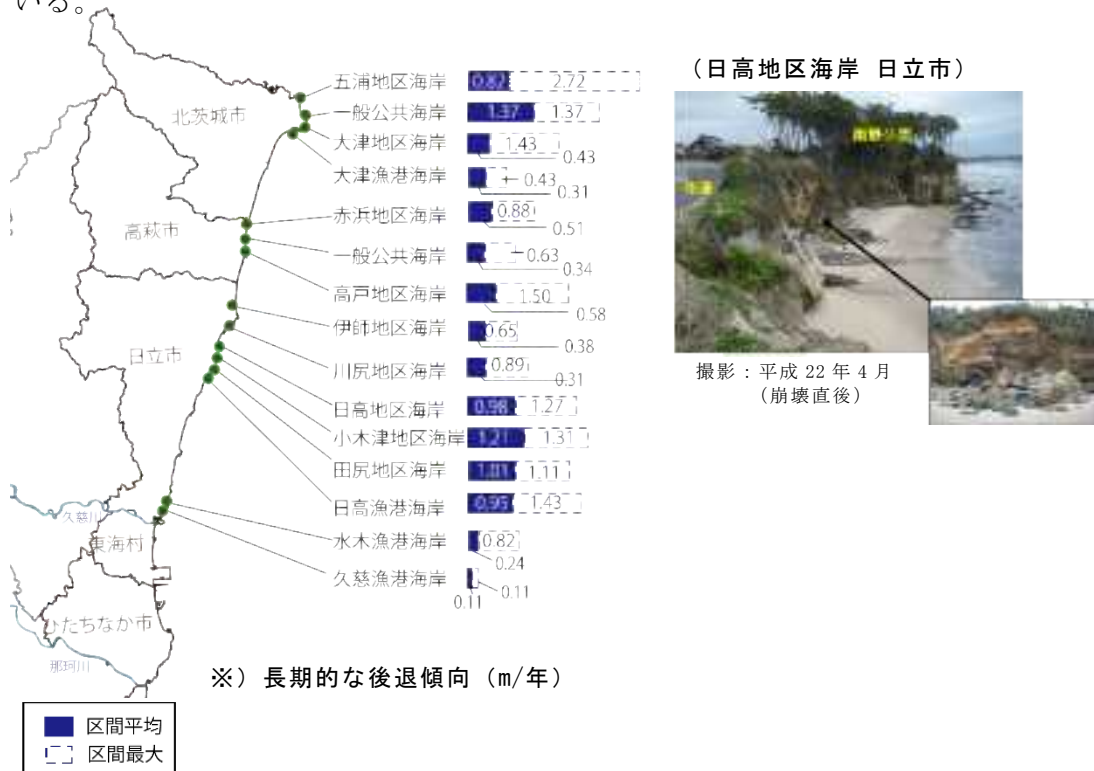 いる。
五浦地区海岸 0.82 2.72
一般公共海岸 1.37 1.37
大津地区海岸 1.43 0.43
大津漁港海岸 0.43 0.31
赤浜地区海岸 0.88 0.51
一般公共海岸 0.63 0.34
高戸地区海岸 1.50 0.58
伊師地区海岸 0.65 0.38
川尻地区海岸 0.89 0.31
日高地区海岸 0.98 1.27
小木津地区海岸 1.21 1.31
田尻地区海岸 1.11
日高漁港海岸 0.95 1.43
水木漁港海岸 0.82 0.24
久慈漁港海岸 0.11 0.11
北茨城市
高萩市
日立市
久慈川
東海村
ひたちなか市
那珂川
※）長期的な後退傾向（m/年）
区間平均
区間最大
（日高地区海岸 日立市）
撮影：平成 22 年 4 月
（崩壊直後）